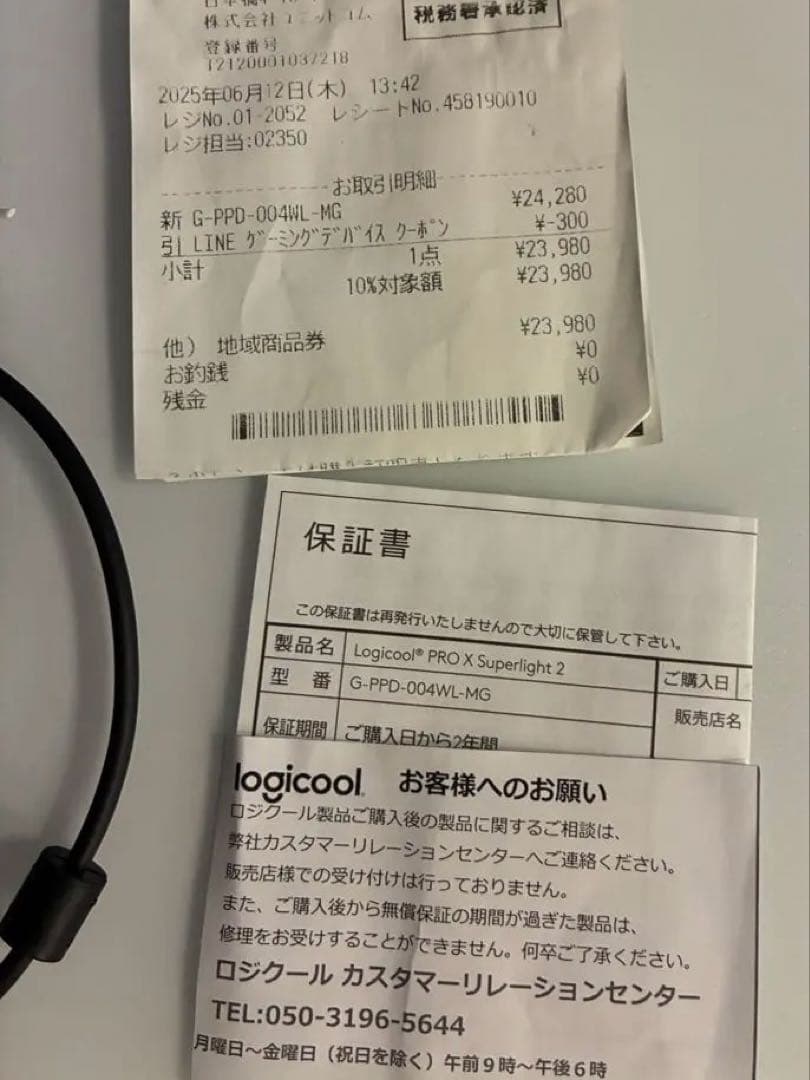 株式会社ユニットコム
税務署承認済
登録番号
T2120001037218
2025年06月12日(木) 13:42
レジNo.01-2052 レシートNo.458190010
レジ担当:02350
お取引明細
新 G-PPD-004WL-MG ¥24,280
引 LINE ｹﾞｰﾐﾝｸﾞﾃﾞﾊﾞｲｽ ｸｰﾎﾟﾝ ¥-300
小計 1点 ¥23,980
10%対象額 ¥23,980
他) 地域商品券 ¥23,980
お釣銭 ¥0
残金 ¥0
保証書
この保証書は再発行いたしませんので大切に保管して下さい。
製品名 Logicool® PRO X Superlight 2 ご購入日
型 番 G-PPD-004WL-MG 販売店名
保証期間 ご購入日から2年間
logicool お客様へのお願い
ロジクール製品ご購入後の製品に関するご相談は、
弊社カスタマーリレーションセンターへご連絡ください。
販売店様での受け付けは行っておりません。
また、ご購入後から無償保証の期間が過ぎた製品は、
修理をお受けすることができません。何卒ご了承ください。
ロジクール カスタマーリレーションセンター
TEL:050-3196-5644
月曜日～金曜日（祝日を除く）午前９時～午後６時